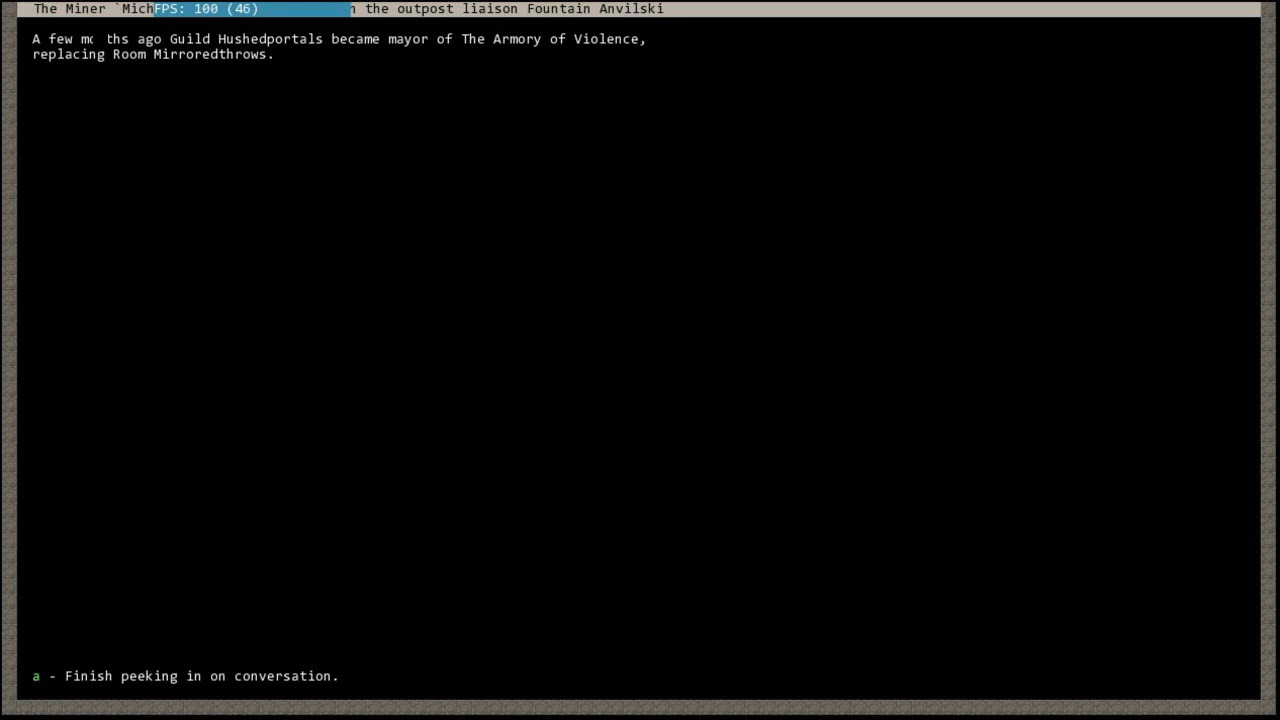 The Miner `Mich FPS: 100 (46) the outpost liaison Fountain Anvilski
A few ths ago Guild Hushedportals became mayor of The Armory of Violence,
replacing Room Mirroredthrows.
a - Finish peeking in on conversation.